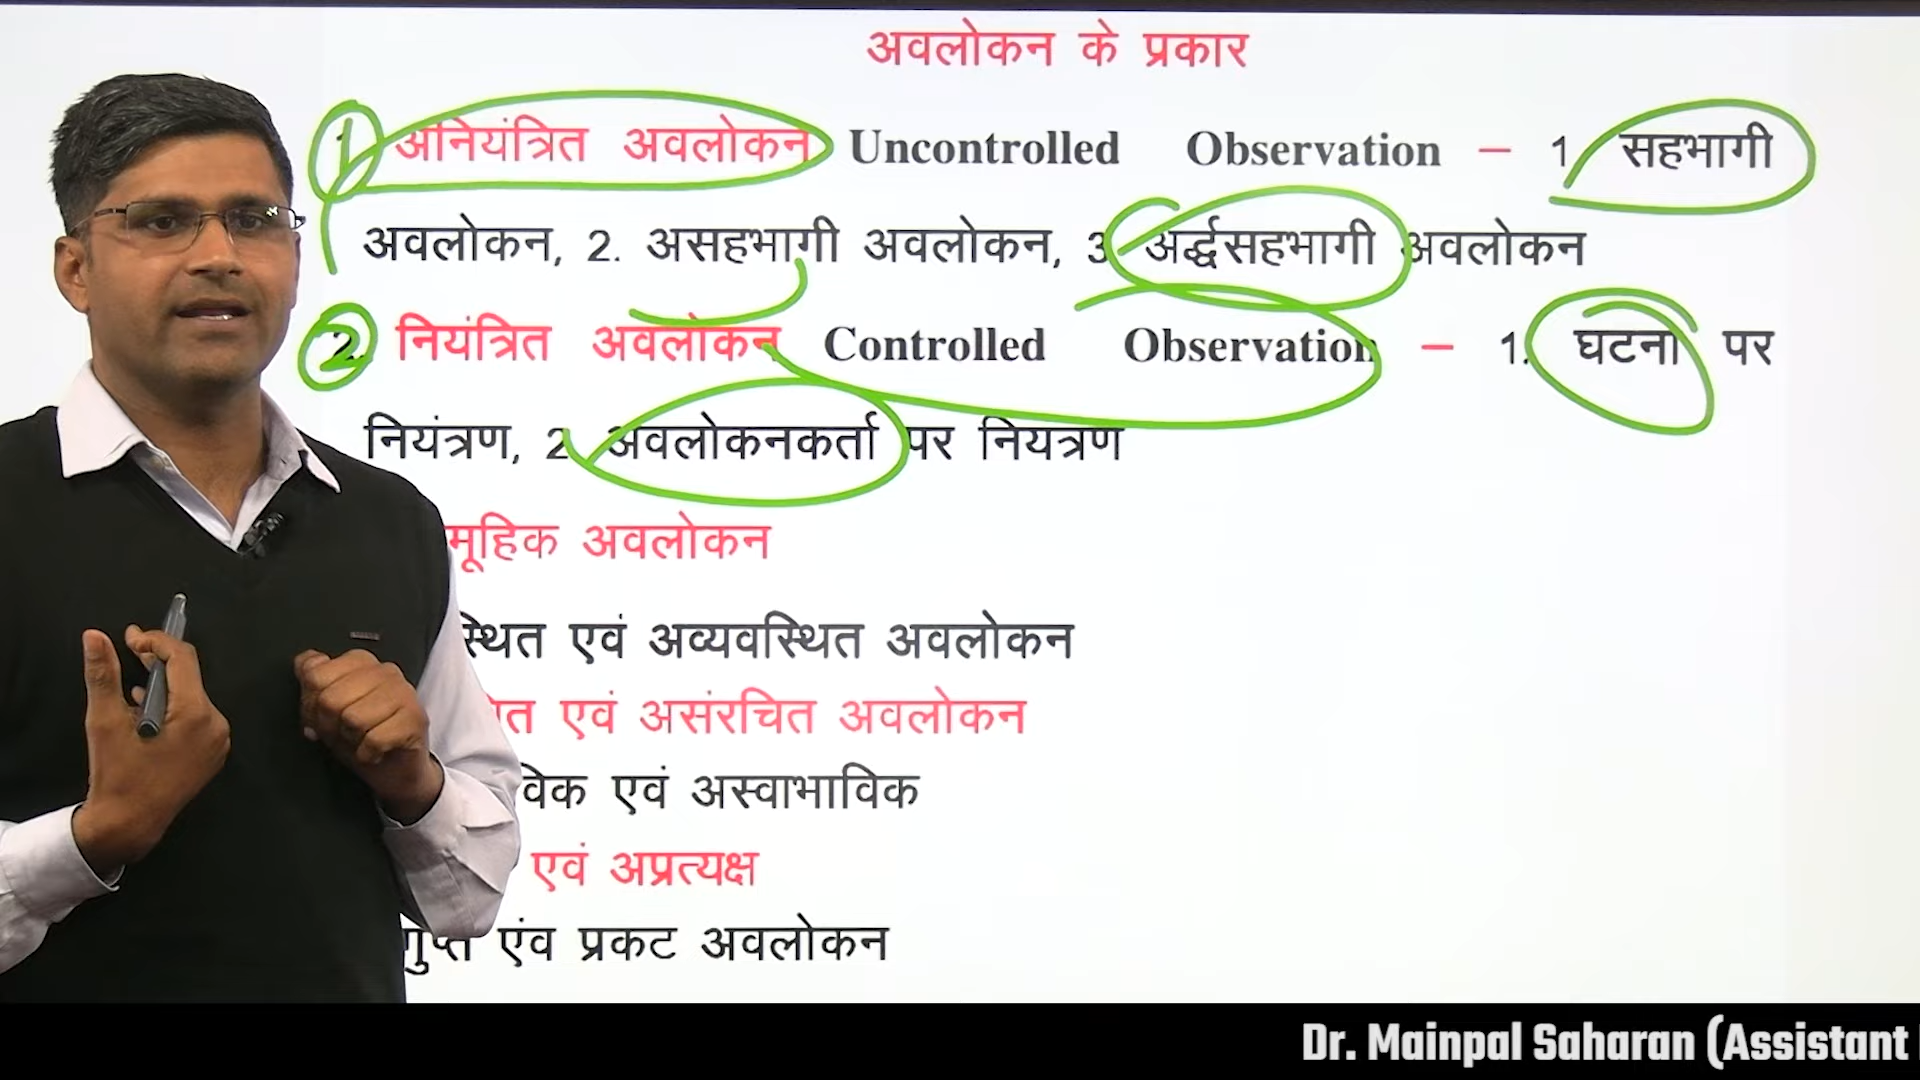 अवलोकन के प्रकार
1 अनियंत्रित अवलोकन Uncontrolled Observation – 1 सहभागी
अवलोकन, 2. असहभागी अवलोकन, 3 अर्द्धसहभागी अवलोकन
2. नियंत्रित अवलोकन Controlled Observation – 1. घटना पर
नियंत्रण, 2 अवलोकनकर्ता पर नियत्रण
मूहिक अवलोकन
स्थित एवं अव्यवस्थित अवलोकन
त एवं असंरचित अवलोकन
विक एवं अस्वाभाविक
एवं अप्रत्यक्ष
गुप्त एंव प्रकट अवलोकन
Dr. Mainpal Saharan (Assistant